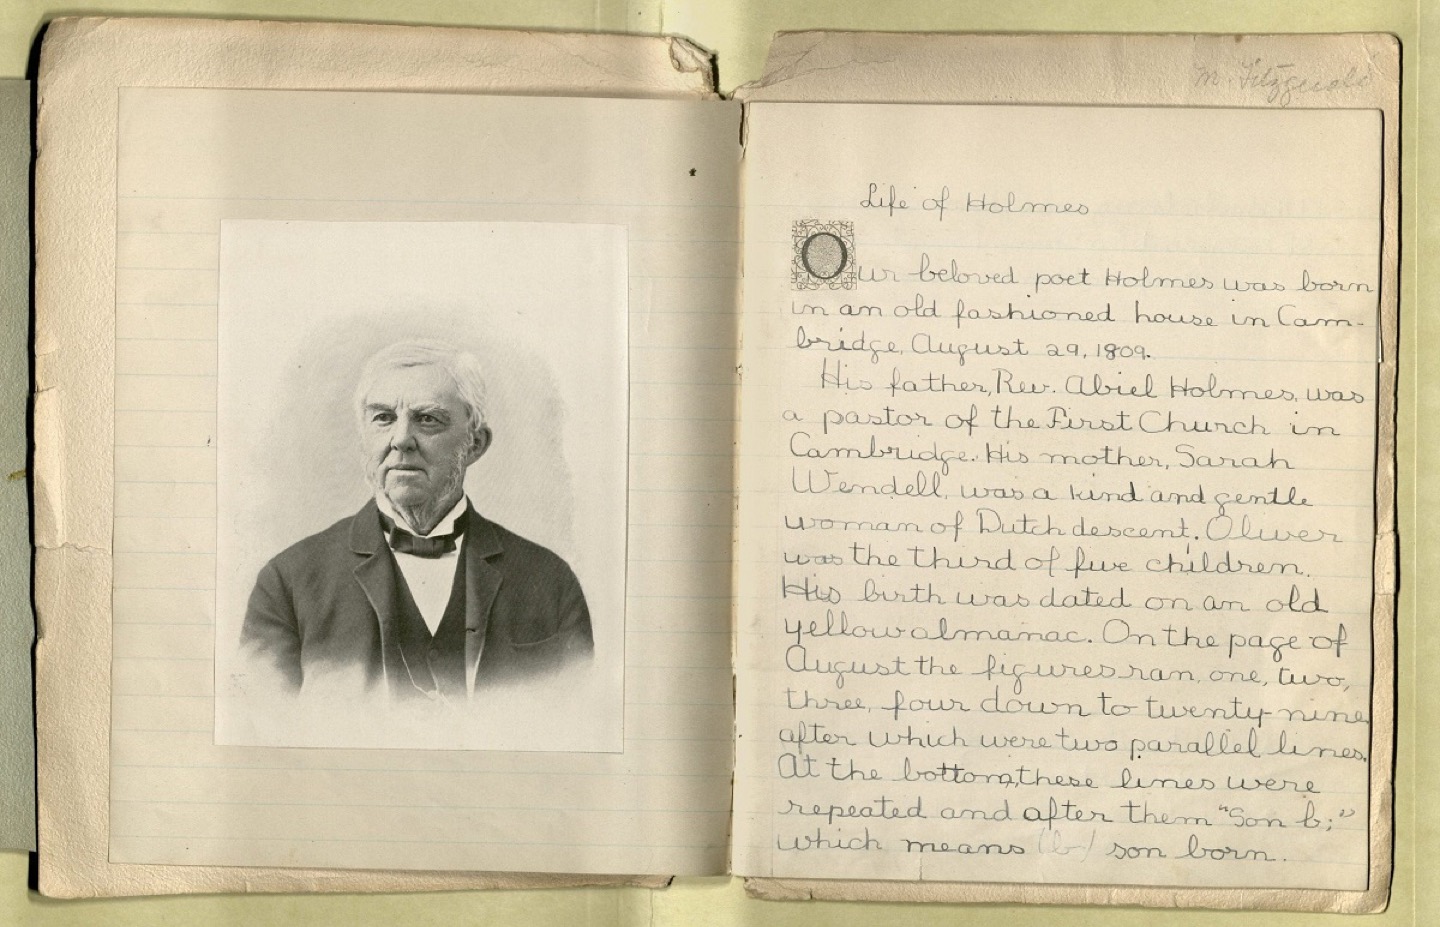 M. Fitzgerald
Life of Holmes
Our beloved poet Holmes was born
in an old fashioned house in Cam-
bridge, August 29, 1809.
His father, Rev. Abiel Holmes, was
a pastor of the First Church in
Cambridge. His mother, Sarah
Wendell, was a kind and gentle
woman of Dutch descent. Oliver
was the third of five children.
His birth was dated on an old
yellow almanac. On the page of
August the figures ran, one, two,
three, four down to twenty-nine
after which were two parallel lines.
At the bottom, these lines were
repeated and after them "Son b;"
which means (b) son born.